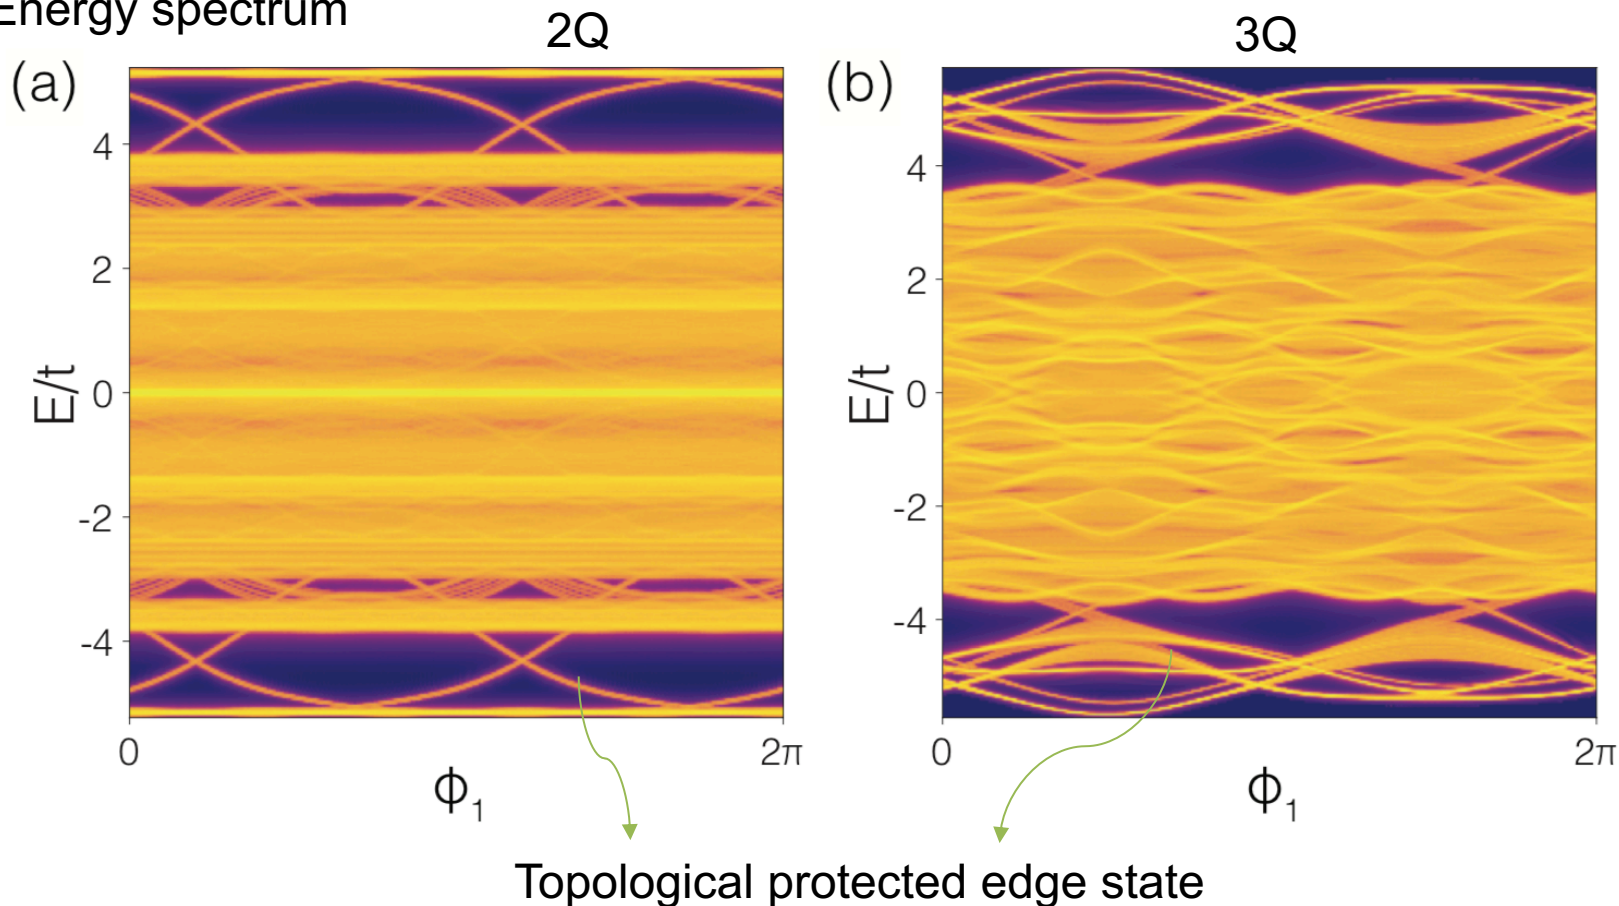 Energy spectrum
2Q
3Q
(a)
(b)
4
2
0
-2
-4
E/t
0
2π
Φ1
4
2
0
-2
-4
E/t
0
2π
Φ1
Topological protected edge state